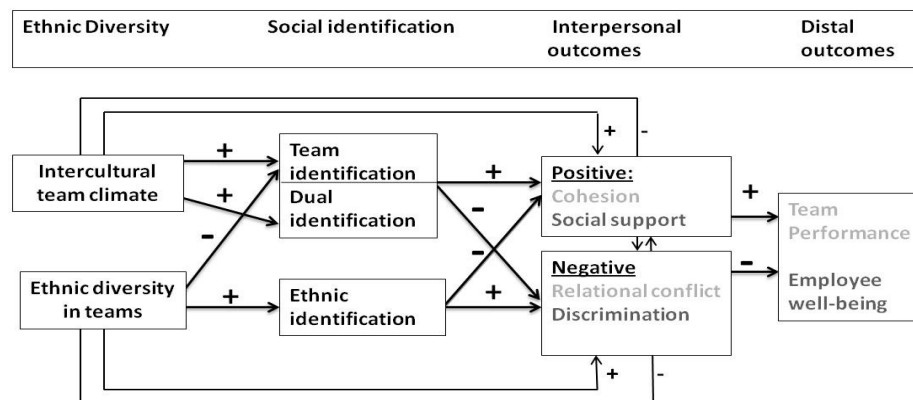 Ethnic Diversity Social identification Interpersonal outcomes Distal outcomes
+ -
Intercultural
team climate
+
+
-
Team
identification
Dual identification
+
-
Positive:
Cohesion
Social support
+
Team
Performance
Employee
well-being
Ethnic diversity
in teams
+
Ethnic
identification
-
+
Negative
Relational conflict
Discrimination
-
+ -